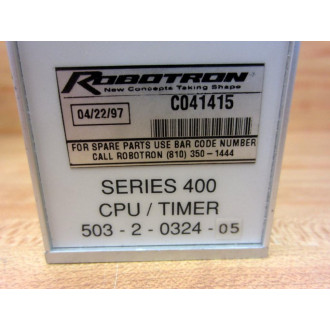 ROBOTRON
New Concepts Taking Shape
04/22/97
C041415
FOR SPARE PARTS USE BAR CODE NUMBER
CALL ROBOTRON (810) 350-1444
SERIES 400
CPU / TIMER
503 - 2 - 0324 - 05